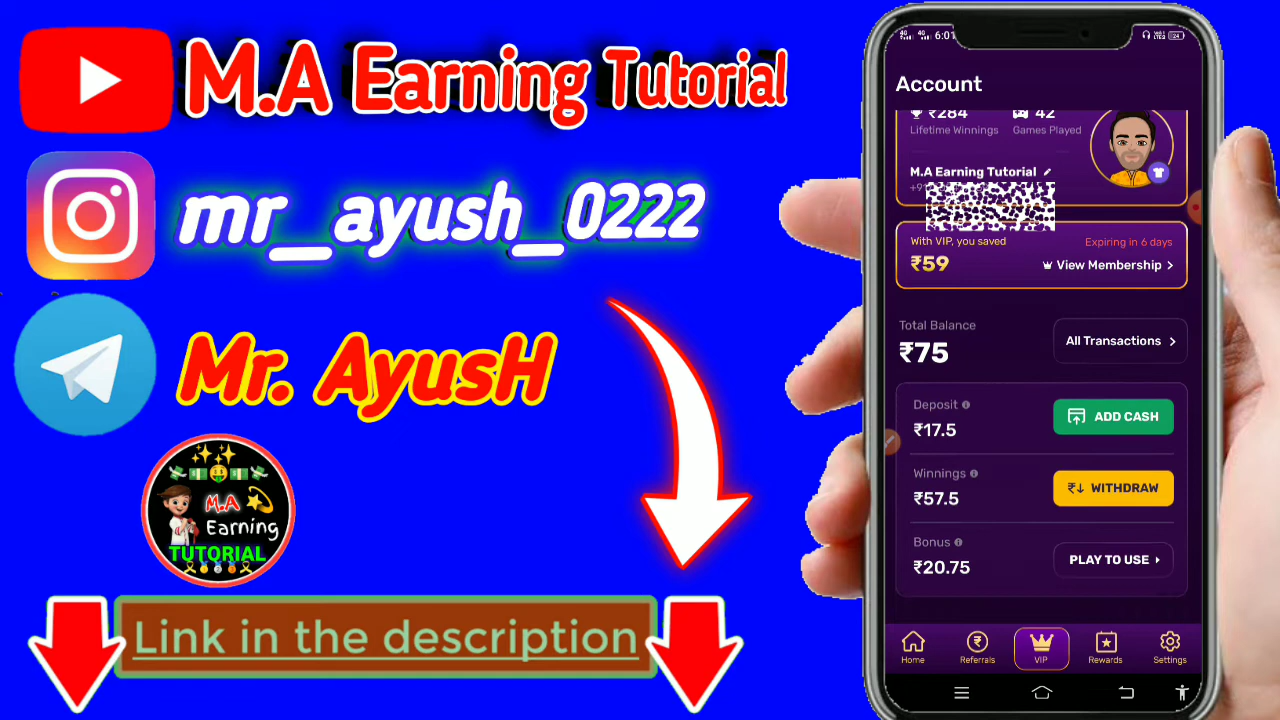 M.A Earning Tutorial
mr_ayush_0222
Mr. AyusH
M.A
Earning
TUTORIAL
Link in the description
6:01
Account
₹284
42
Lifetime Winnings
Games Played
M.A Earning Tutorial
+9
With VIP, you saved
Expiring in 6 days
₹59
View Membership >
Total Balance
₹75
All Transactions >
Deposit
₹17.5
ADD CASH
Winnings
₹57.5
WITHDRAW
Bonus
₹20.75
PLAY TO USE
Home
Referrals
VIP
Rewards
Settings